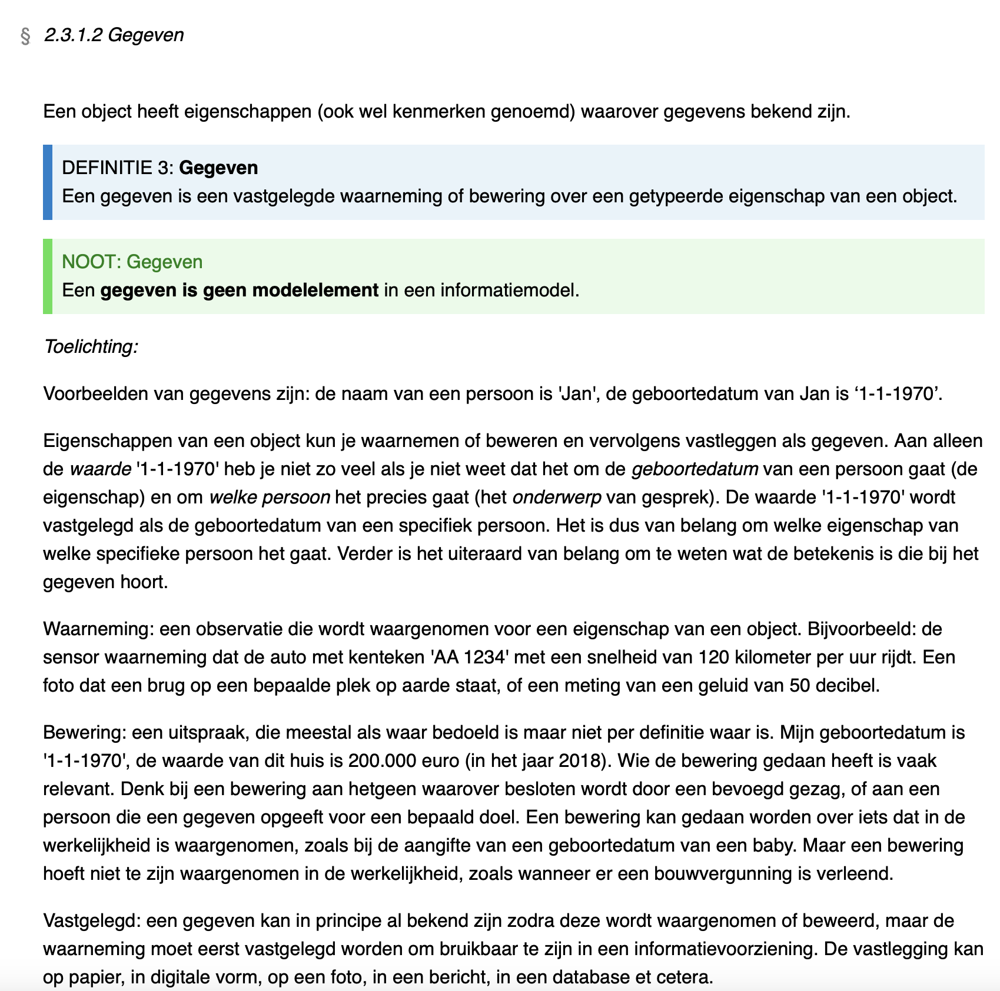 § 2.3.1.2 Gegeven
Een object heeft eigenschappen (ook wel kenmerken genoemd) waarover gegevens bekend zijn.
DEFINITIE 3: Gegeven
Een gegeven is een vastgelegde waarneming of bewering over een getypeerde eigenschap van een object.
NOOT: Gegeven
Een gegeven is geen modelelement in een informatiemodel.
Toelichting:
Voorbeelden van gegevens zijn: de naam van een persoon is 'Jan', de geboortedatum van Jan is ‘1-1-1970’.
Eigenschappen van een object kun je waarnemen of beweren en vervolgens vastleggen als gegeven. Aan alleen
de waarde '1-1-1970' heb je niet zo veel als je niet weet dat het om de geboortedatum van een persoon gaat (de
eigenschap) en om welke persoon het precies gaat (het onderwerp van gesprek). De waarde '1-1-1970' wordt
vastgelegd als de geboortedatum van een specifiek persoon. Het is dus van belang om welke eigenschap van
welke specifieke persoon het gaat. Verder is het uiteraard van belang om te weten wat de betekenis is die bij het
gegeven hoort.
Waarneming: een observatie die wordt waargenomen voor een eigenschap van een object. Bijvoorbeeld: de
sensor waarneming dat de auto met kenteken 'AA 1234' met een snelheid van 120 kilometer per uur rijdt. Een
foto dat een brug op een bepaalde plek op aarde staat, of een meting van een geluid van 50 decibel.
Bewering: een uitspraak, die meestal als waar bedoeld is maar niet per definitie waar is. Mijn geboortedatum is
'1-1-1970', de waarde van dit huis is 200.000 euro (in het jaar 2018). Wie de bewering gedaan heeft is vaak
relevant. Denk bij een bewering aan hetgeen waarover besloten wordt door een bevoegd gezag, of aan een
persoon die een gegeven opgeeft voor een bepaald doel. Een bewering kan gedaan worden over iets dat in de
werkelijkheid is waargenomen, zoals bij de aangifte van een geboortedatum van een baby. Maar een bewering
hoeft niet te zijn waargenomen in de werkelijkheid, zoals wanneer er een bouwvergunning is verleend.
Vastgelegd: een gegeven kan in principe al bekend zijn zodra deze wordt waargenomen of beweerd, maar de
waarneming moet eerst vastgelegd worden om bruikbaar te zijn in een informatievoorziening. De vastlegging kan
op papier, in digitale vorm, op een foto, in een bericht, in een database et cetera.